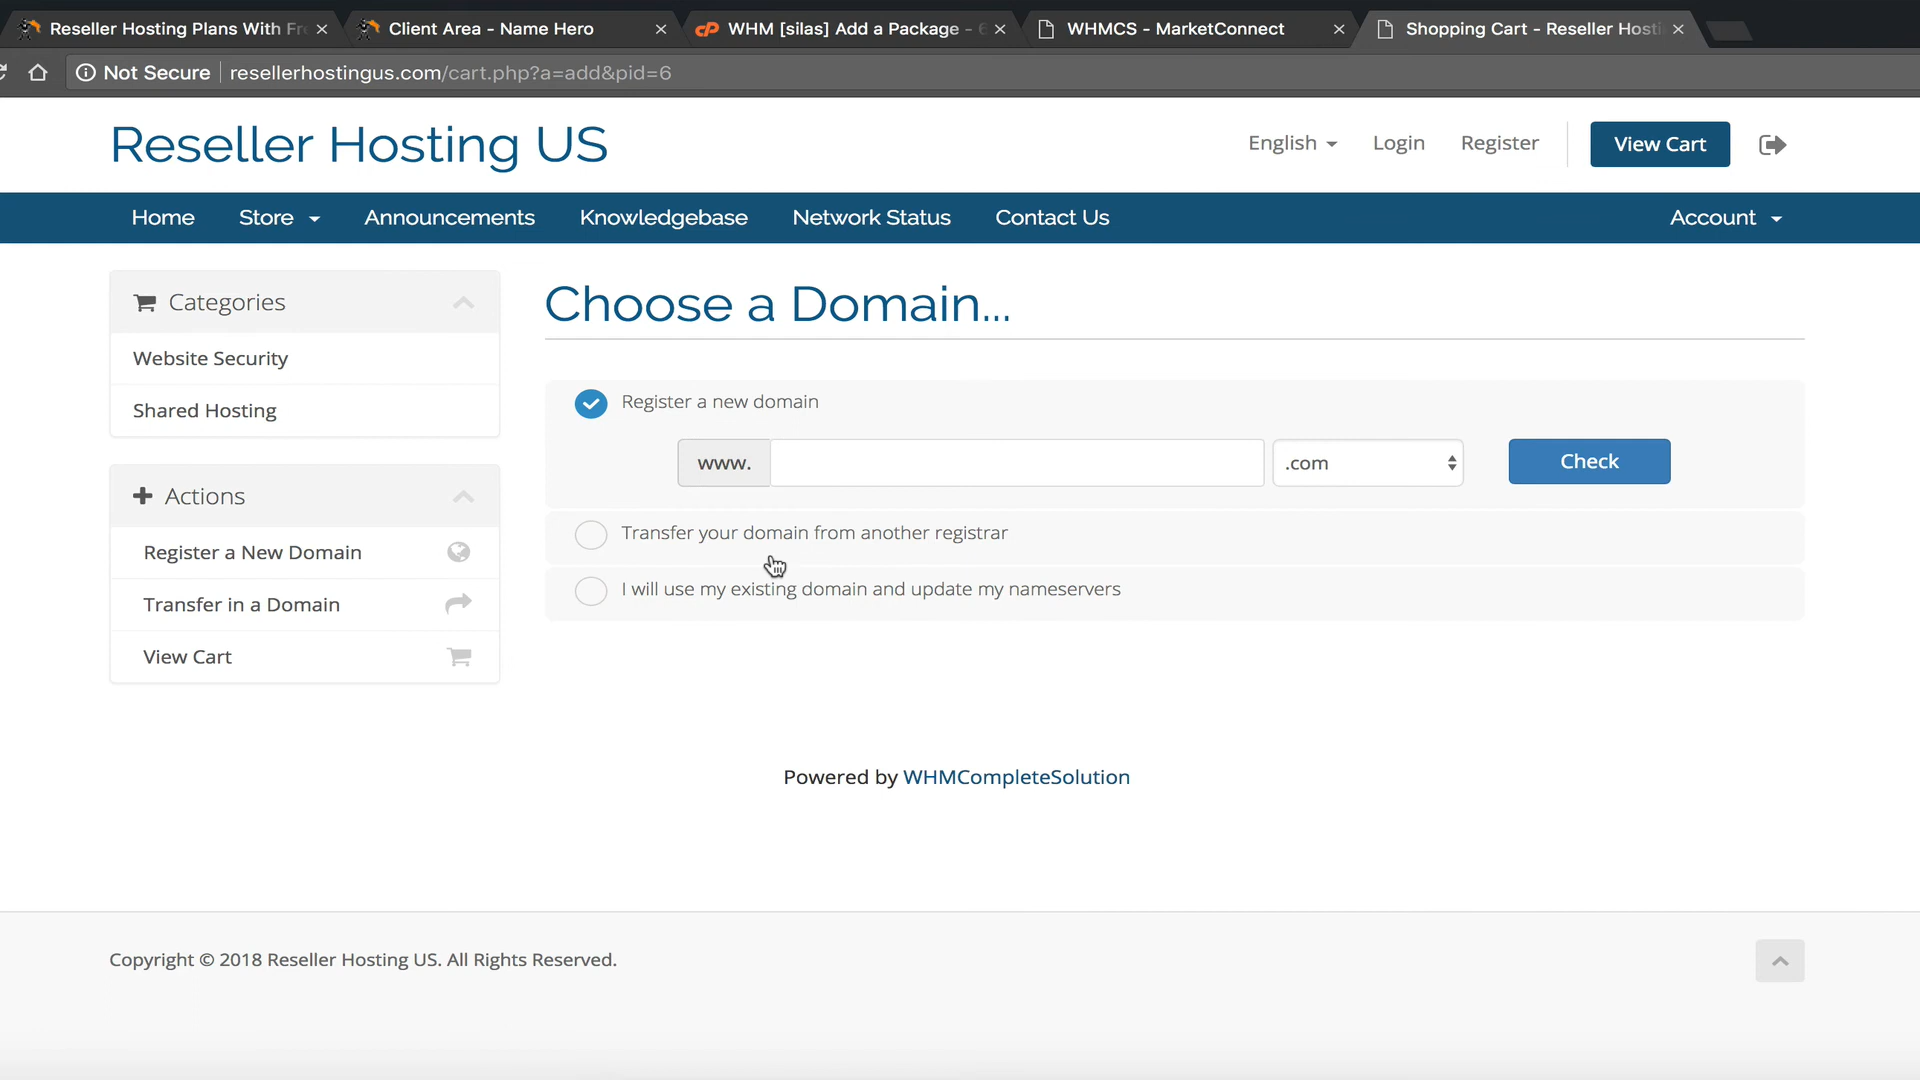 Reseller Hosting Plans With Fr
Client Area - Name Hero
WHM [silas] Add a Package - 6
WHMCS - MarketConnect
Shopping Cart - Reseller Hosti
Not Secure
resellerhostingus.com/cart.php?a=add&pid=6
Reseller Hosting US
English
Login
Register
View Cart
Home
Store
Announcements
Knowledgebase
Network Status
Contact Us
Account
Categories
Website Security
Shared Hosting
Actions
Register a New Domain
Transfer in a Domain
View Cart
Choose a Domain...
Register a new domain
www.
.com
Check
Transfer your domain from another registrar
I will use my existing domain and update my nameservers
Powered by WHMCompleteSolution
Copyright © 2018 Reseller Hosting US. All Rights Reserved.